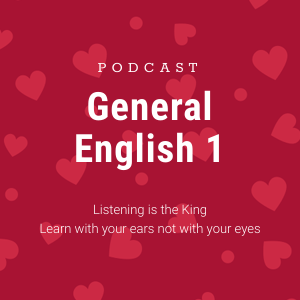 PODCAST
General
English 1
Listening is the King
Learn with your ears not with your eyes